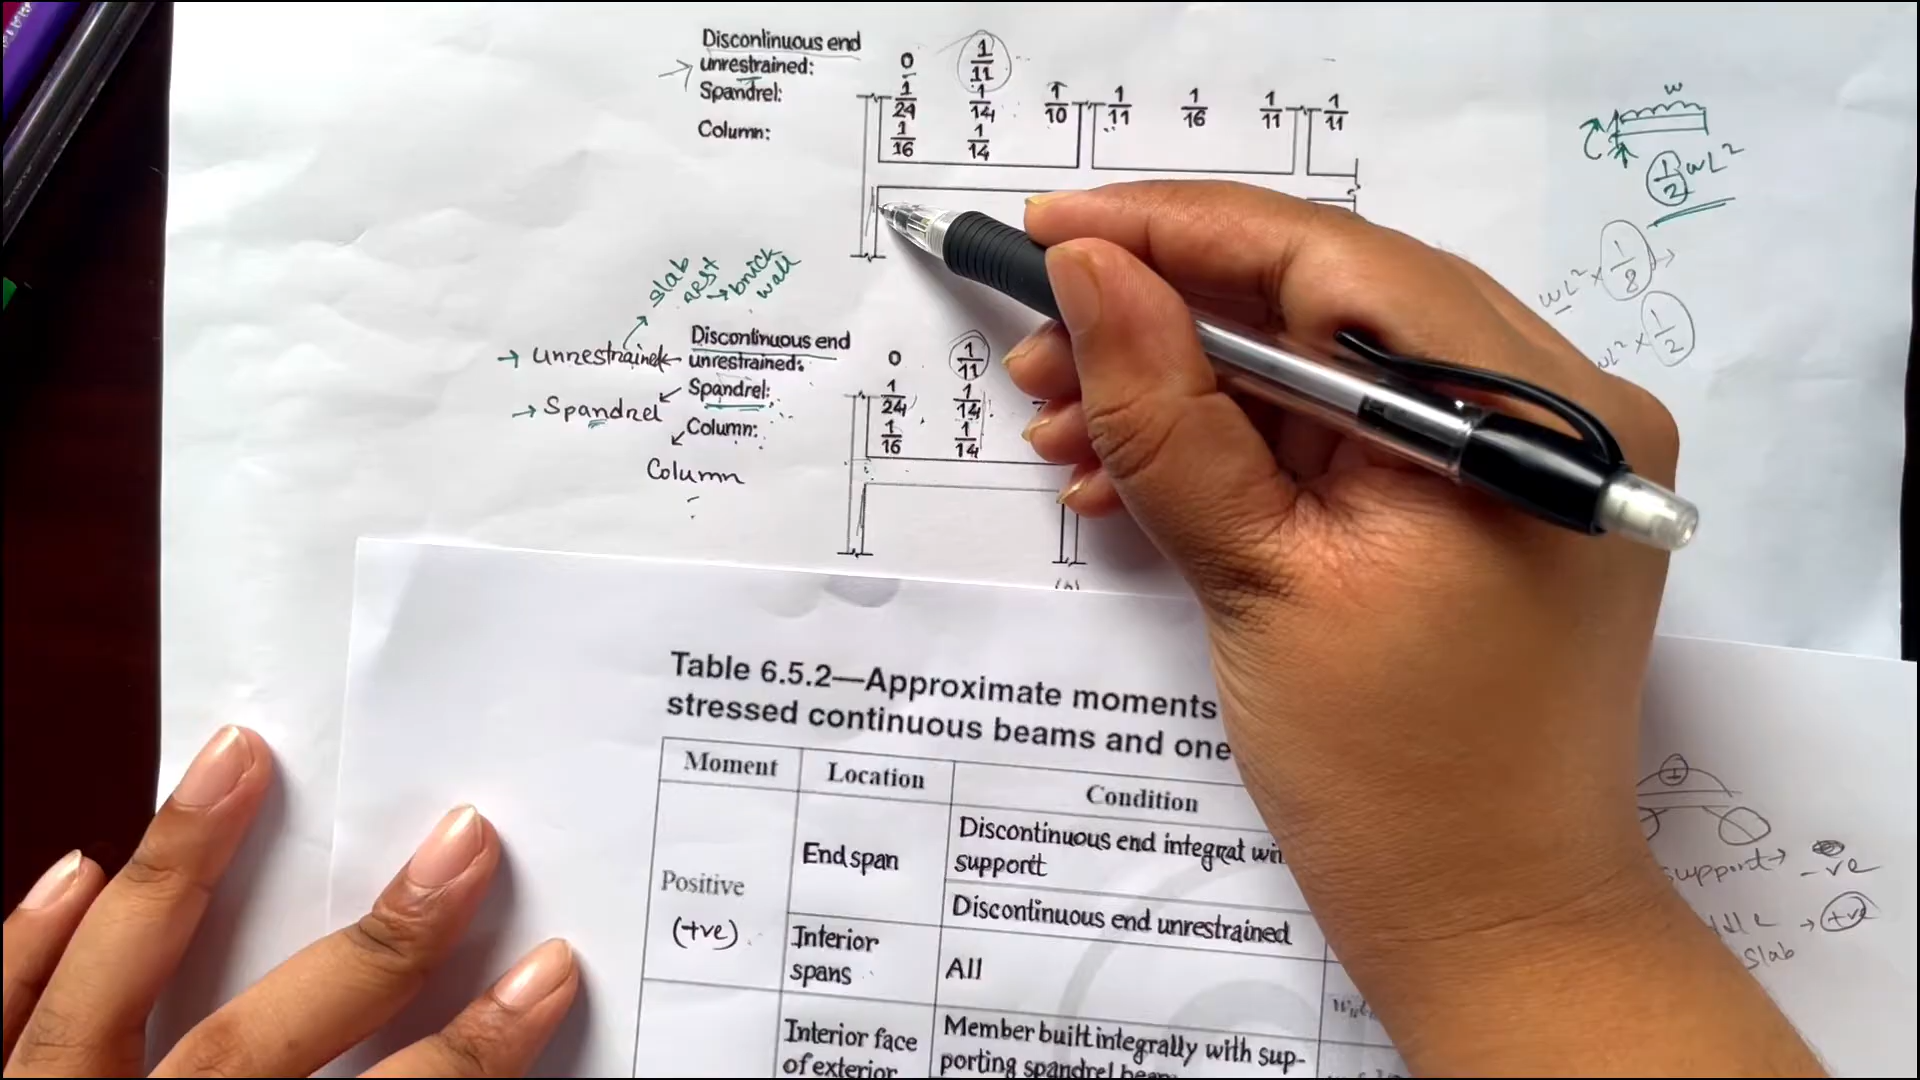 Disconlinuous end
unrestrained: 0 1/11
Spandrel: 1/24 1/14 1/10 1/11 1/16 1/11 1/11
Column: 1/16 1/14
w
1/2 wL²
wL² × 1/8 →
wL² × 1/2
slab
rest → brick
wall
Discontinuous end
→ unrestrained unrestrained: 0 1/11
→ Spandrel Spandrel: 1/24 1/14
Column: 1/16 1/14
Column
Table 6.5.2—Approximate moments
stressed continuous beams and one
Moment Location Condition
Positive
(+ve)
End span
Discontinuous end integrat
supportt
Discontinuous end unrestrained
Interior
spans
All
Interior face
of exterior
Member built integrally with sup-
porting spandrel
+
support → -ve
→ +ve
slab